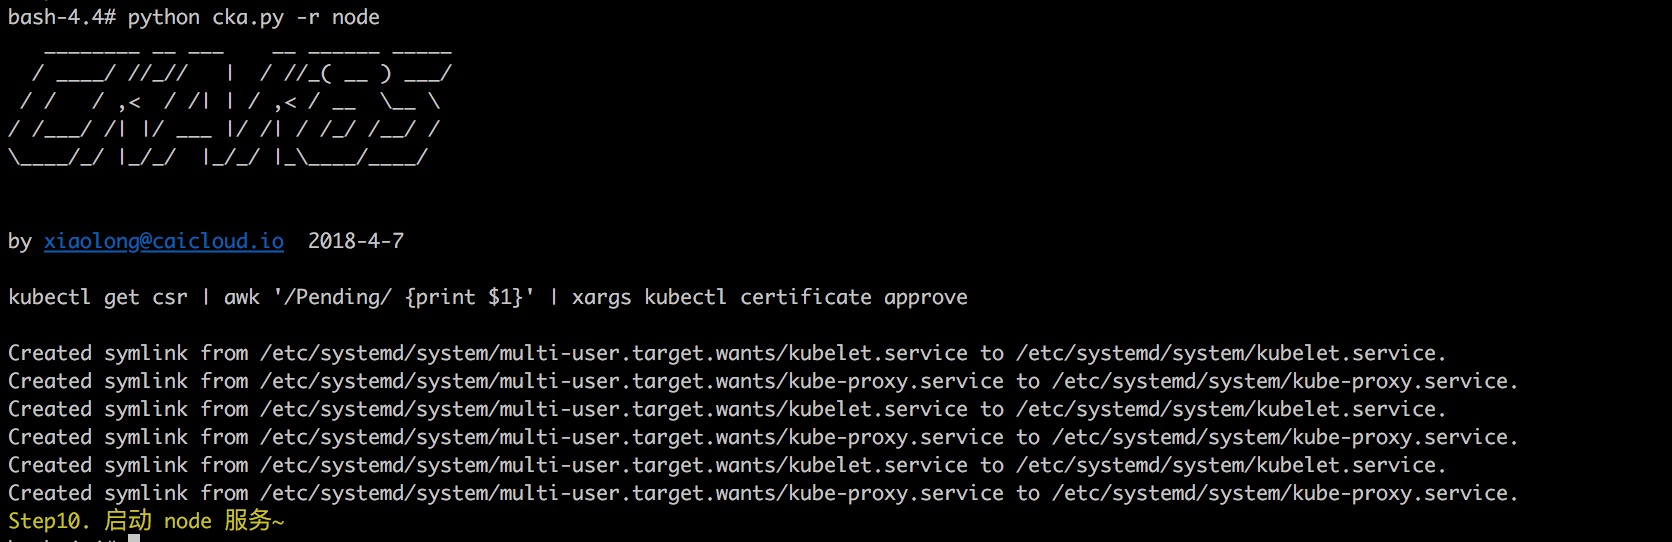 bash-4.4# python cka.py -r node
   ________ __ ___    __ ______ _____
  / ____/ //_//   |  / //_( __ ) ___/
 / /   / ,<  / /| | / ,< / __  \__ \
/ /___/ /| |/ ___ |/ /| / /_/ /__/ /
\____/_/ |_/_/  |_/_/ |_\____/____/
by xiaolong@caicloud.io  2018-4-7
kubectl get csr | awk '/Pending/ {print $1}' | xargs kubectl certificate approve
Created symlink from /etc/systemd/system/multi-user.target.wants/kubelet.service to /etc/systemd/system/kubelet.service.
Created symlink from /etc/systemd/system/multi-user.target.wants/kube-proxy.service to /etc/systemd/system/kube-proxy.service.
Created symlink from /etc/systemd/system/multi-user.target.wants/kubelet.service to /etc/systemd/system/kubelet.service.
Created symlink from /etc/systemd/system/multi-user.target.wants/kube-proxy.service to /etc/systemd/system/kube-proxy.service.
Created symlink from /etc/systemd/system/multi-user.target.wants/kubelet.service to /etc/systemd/system/kubelet.service.
Created symlink from /etc/systemd/system/multi-user.target.wants/kube-proxy.service to /etc/systemd/system/kube-proxy.service.
Step10. 启动 node 服务~